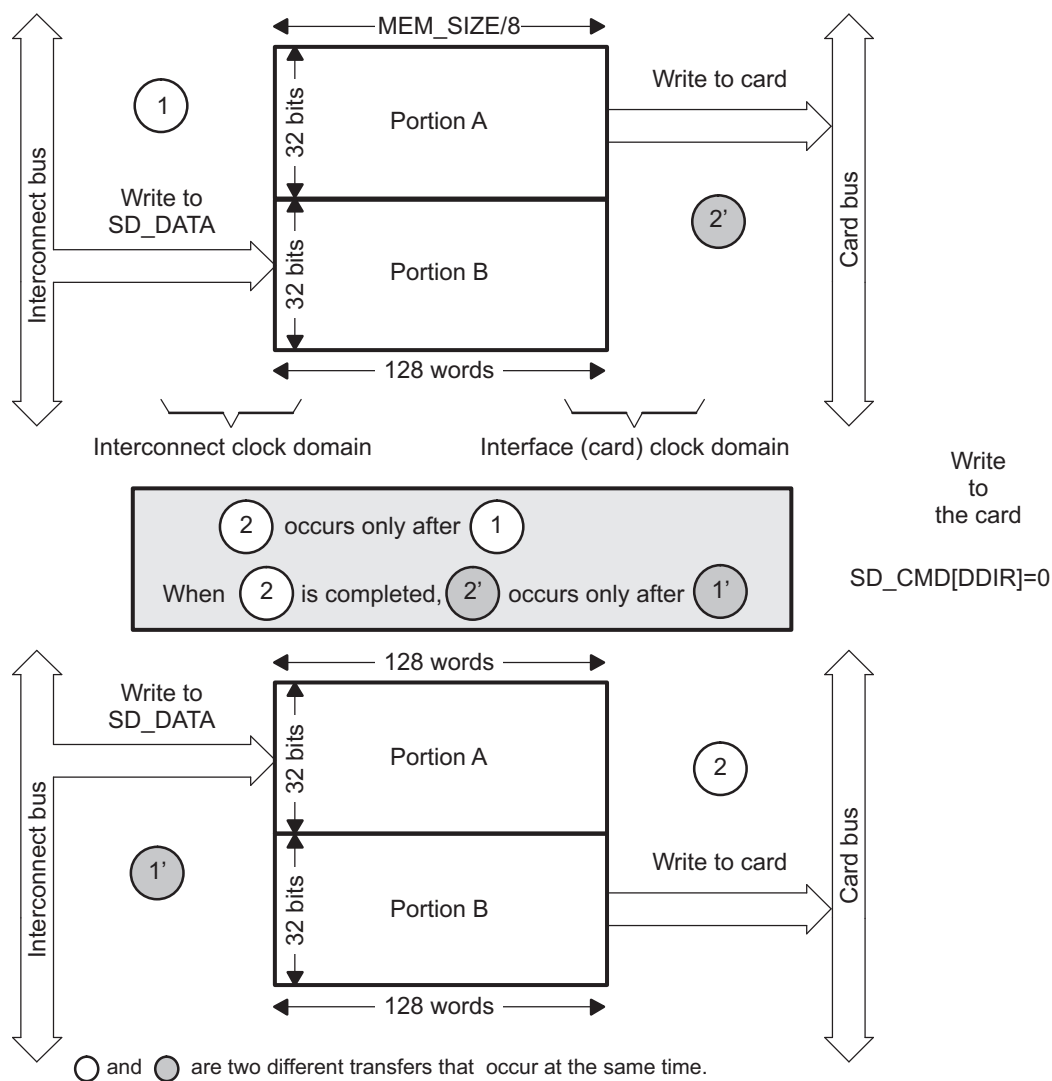 MEM_SIZE/8
1
Write to
SD_DATA
Interconnect bus
32 bits
Portion A
32 bits
Portion B
Write to card
2’
Card bus
128 words
Interconnect clock domain
Interface (card) clock domain
Write
to
the card
SD_CMD[DDIR]=0
2 occurs only after 1
When 2 is completed, 2’ occurs only after 1’
128 words
Write to
SD_DATA
Interconnect bus
1’
32 bits
Portion A
32 bits
Portion B
2
Write to card
Card bus
128 words
and are two different transfers that occur at the same time.